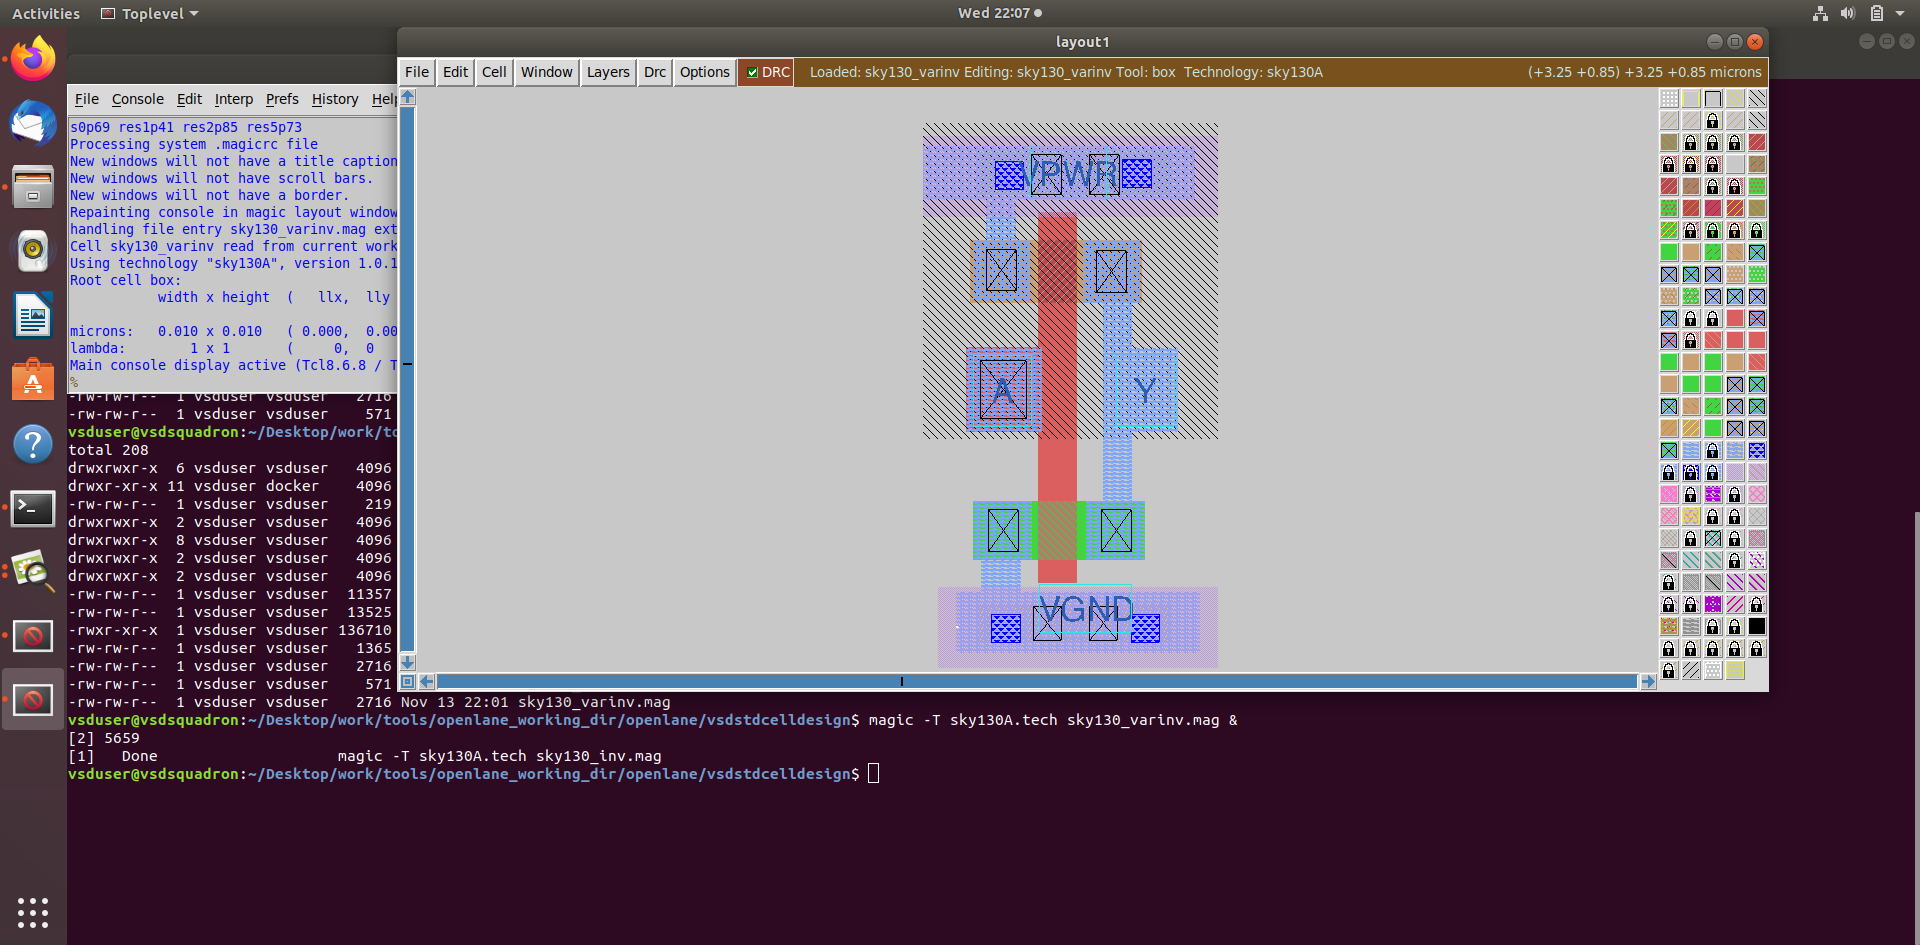 Activities
Toplevel
Wed 22:07
layout1
File Edit Cell Window Layers Drc Options DRC Loaded: sky130_varinv Editing: sky130_varinv Tool: box Technology: sky130A (+3.25 +0.85) +3.25 +0.85 microns
File Console Edit Interp Prefs History Help
s0p69 res1p41 res2p85 res5p73
Processing system .magicrc file
New windows will not have a title caption
New windows will not have scroll bars.
New windows will not have a border.
Repainting console in magic layout window
handling file entry sky130_varinv.mag ext
Cell sky130_varinv read from current work
Using technology "sky130A", version 1.0.1
Root cell box:
width x height ( llx, lly
microns: 0.010 x 0.010 ( 0.000, 0.00
lambda: 1 x 1 ( 0, 0
Main console display active (Tcl8.6.8 / T
%
VPWR
A
Y
VGND
-rw-rw-r-- 1 vsduser vsduser 2716
-rw-rw-r-- 1 vsduser vsduser 571
vsduser@vsdsquadron:~/Desktop/work/to
total 208
drwxrwxr-x 6 vsduser vsduser 4096
drwxr-xr-x 11 vsduser docker 4096
-rw-rw-r-- 1 vsduser vsduser 219
drwxrwxr-x 2 vsduser vsduser 4096
drwxrwxr-x 8 vsduser vsduser 4096
drwxrwxr-x 2 vsduser vsduser 4096
drwxrwxr-x 2 vsduser vsduser 4096
-rw-rw-r-- 1 vsduser vsduser 11357
-rw-rw-r-- 1 vsduser vsduser 13525
-rwxr-xr-x 1 vsduser vsduser 136710
-rw-rw-r-- 1 vsduser vsduser 1365
-rw-rw-r-- 1 vsduser vsduser 2716
-rw-rw-r-- 1 vsduser vsduser 571
-rw-rw-r-- 1 vsduser vsduser 2716 Nov 13 22:01 sky130_varinv.mag
vsduser@vsdsquadron:~/Desktop/work/tools/openlane_working_dir/openlane/vsdstdcelldesign$ magic -T sky130A.tech sky130_varinv.mag &
[2] 5659
[1] Done magic -T sky130A.tech sky130_inv.mag
vsduser@vsdsquadron:~/Desktop/work/tools/openlane_working_dir/openlane/vsdstdcelldesign$